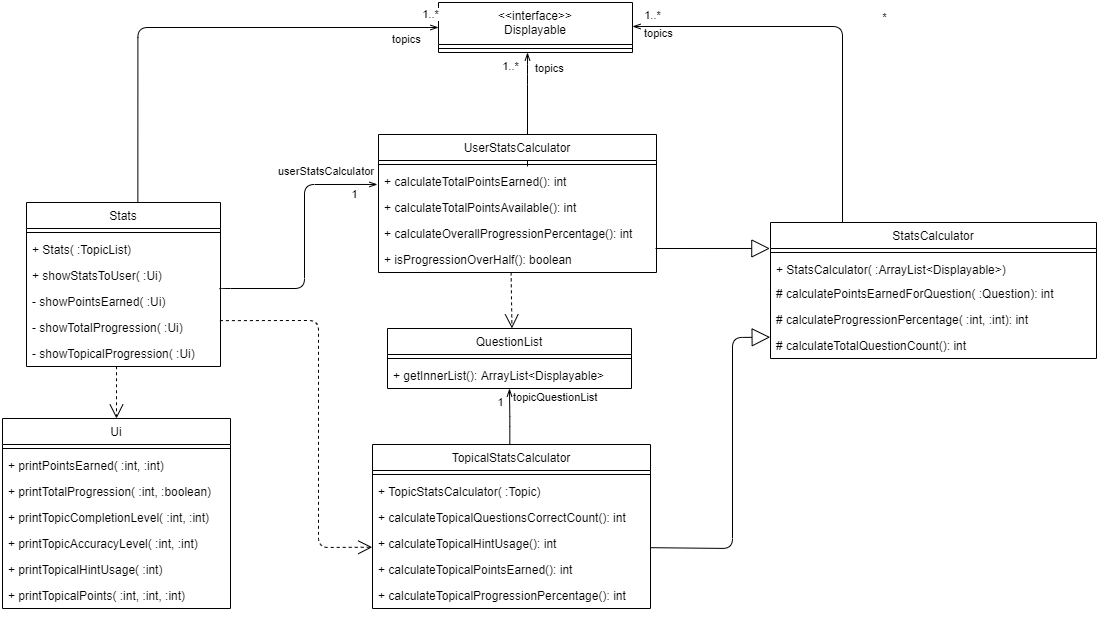 1..*
<<interface>>
Displayable
1..*
*
topics
topics
1..*
topics
UserStatsCalculator
+ calculateTotalPointsEarned(): int
+ calculateTotalPointsAvailable(): int
+ calculateOverallProgressionPercentage(): int
+ isProgressionOverHalf(): boolean
userStatsCalculator
1
Stats
+ Stats( :TopicList)
+ showStatsToUser( :Ui)
- showPointsEarned( :Ui)
- showTotalProgression( :Ui)
- showTopicalProgression( :Ui)
StatsCalculator
+ StatsCalculator( :ArrayList<Displayable>)
# calculatePointsEarnedForQuestion( :Question): int
# calculateProgressionPercentage( :int, :int): int
# calculateTotalQuestionCount(): int
QuestionList
+ getInnerList(): ArrayList<Displayable>
1
topicQuestionList
Ui
+ printPointsEarned( :int, :int)
+ printTotalProgression( :int, :boolean)
+ printTopicCompletionLevel( :int, :int)
+ printTopicAccuracyLevel( :int, :int)
+ printTopicalHintUsage( :int)
+ printTopicalPoints( :int, :int, :int)
TopicalStatsCalculator
+ TopicStatsCalculator( :Topic)
+ calculateTopicalQuestionsCorrectCount(): int
+ calculateTopicalHintUsage(): int
+ calculateTopicalPointsEarned(): int
+ calculateTopicalProgressionPercentage(): int